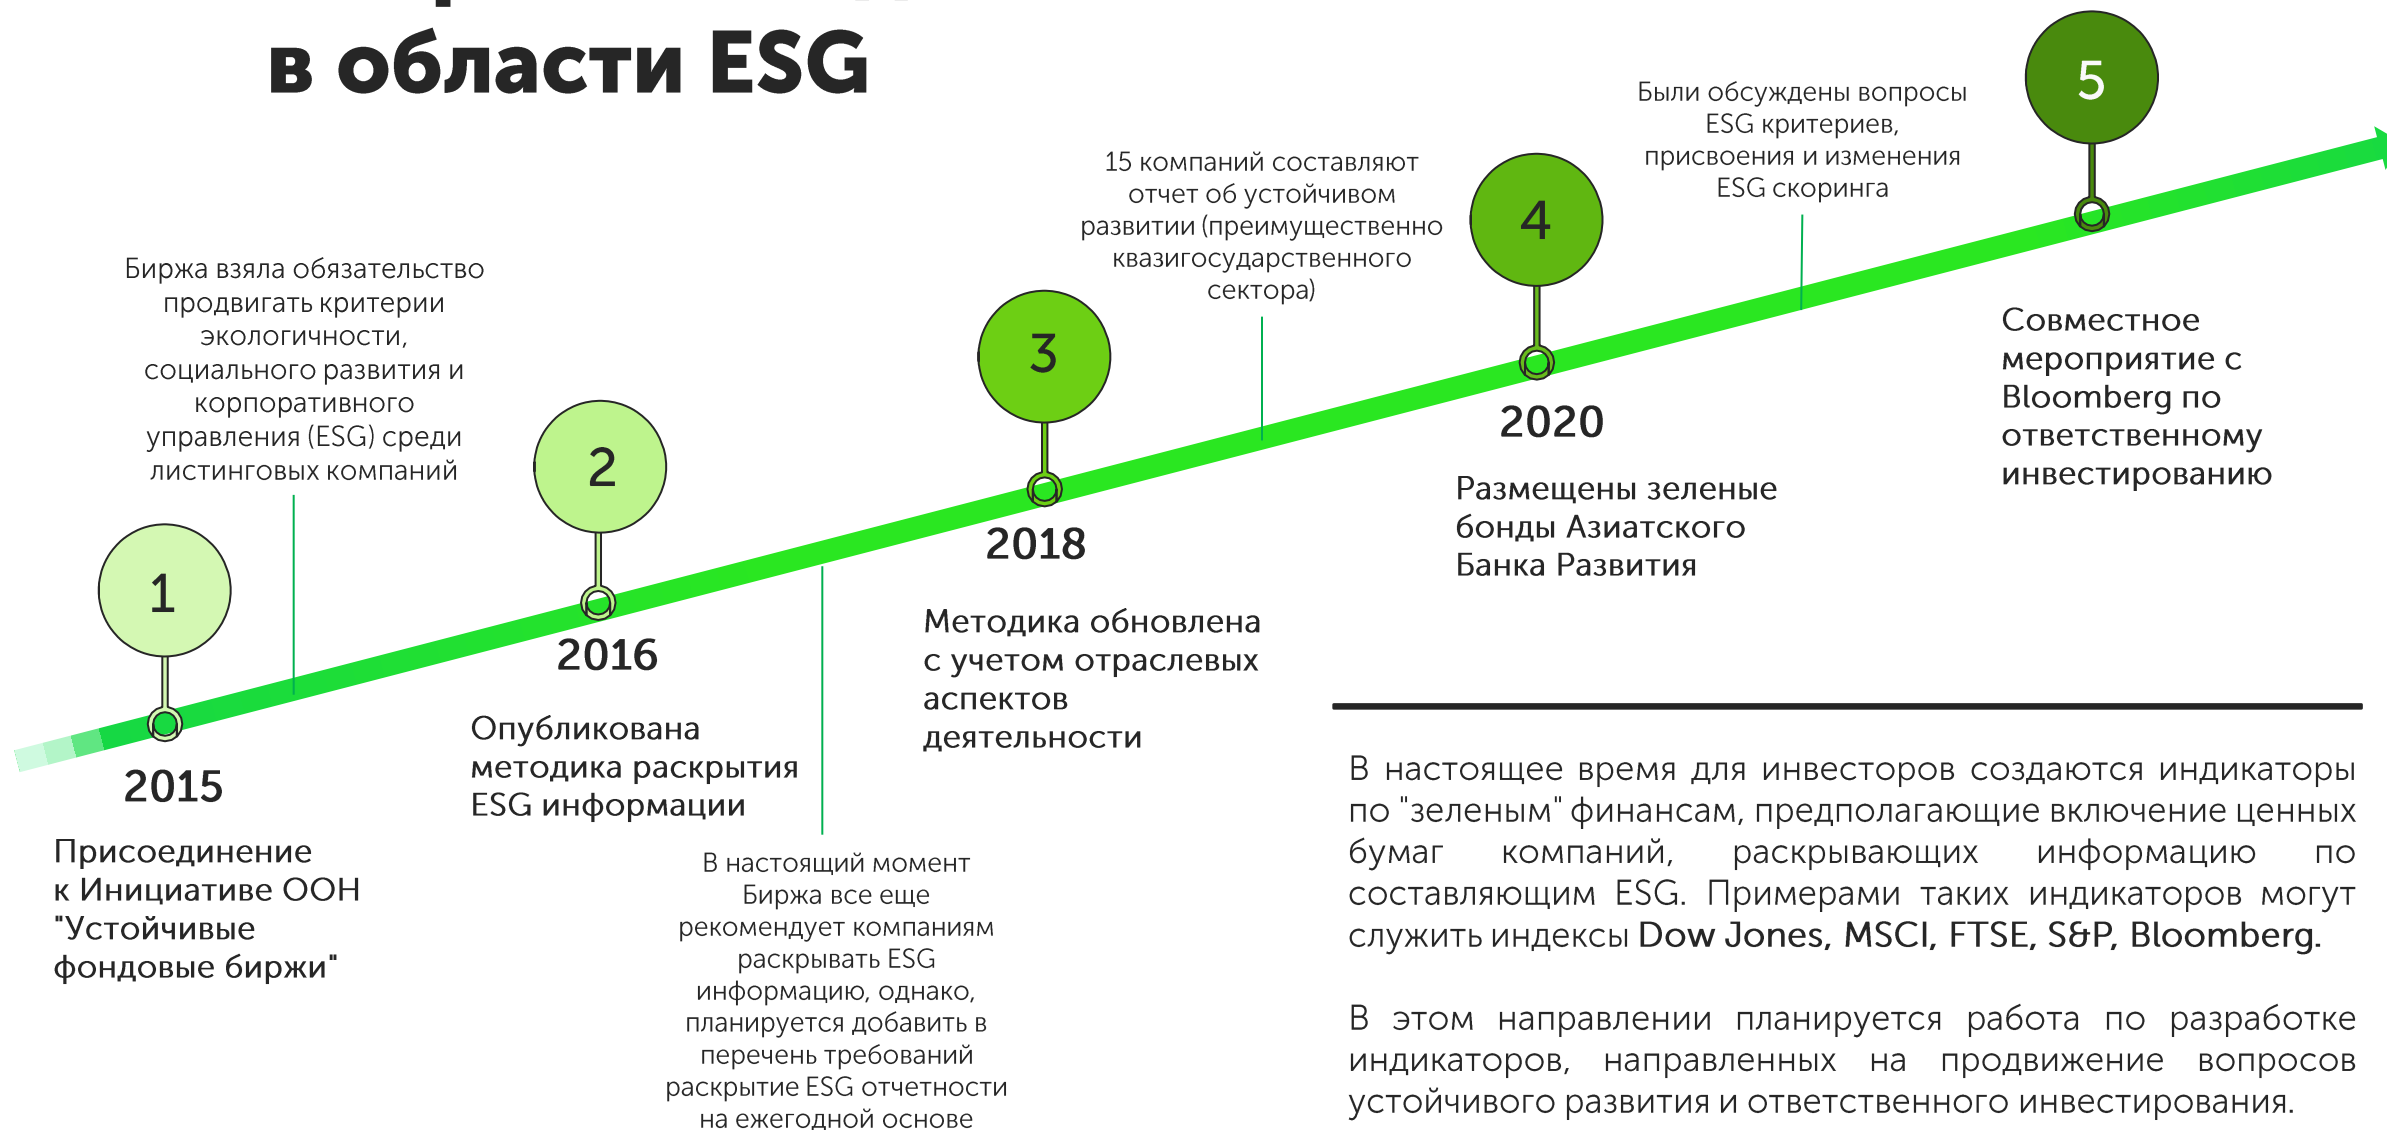 в области ESG
Биржа взяла обязательство
продвигать критерии
экологичности,
социального развития и
корпоративного
управления (ESG) среди
листинговых компаний
1
2015
Присоединение
к Инициативе ООН
"Устойчивые
фондовые биржи"
2
2016
Опубликована
методика раскрытия
ESG информации
В настоящий момент
Биржа все еще
рекомендует компаниям
раскрывать ESG
информацию, однако,
планируется добавить в
перечень требований
раскрытие ESG отчетности
на ежегодной основе
3
2018
Методика обновлена
с учетом отраслевых
аспектов
деятельности
15 компаний составляют
отчет об устойчивом
развитии (преимущественно
квазигосударственного
сектора)
4
2020
Размещены зеленые
бонды Азиатского
Банка Развития
Были обсуждены вопросы
ESG критериев,
присвоения и изменения
ESG скоринга
5
Совместное
мероприятие с
Bloomberg по
ответственному
инвестированию
В настоящее время для инвесторов создаются индикаторы
по "зеленым" финансам, предполагающие включение ценных
бумаг компаний, раскрывающих информацию по
составляющим ESG. Примерами таких индикаторов могут
служить индексы Dow Jones, MSCI, FTSE, S&P, Bloomberg.
В этом направлении планируется работа по разработке
индикаторов, направленных на продвижение вопросов
устойчивого развития и ответственного инвестирования.